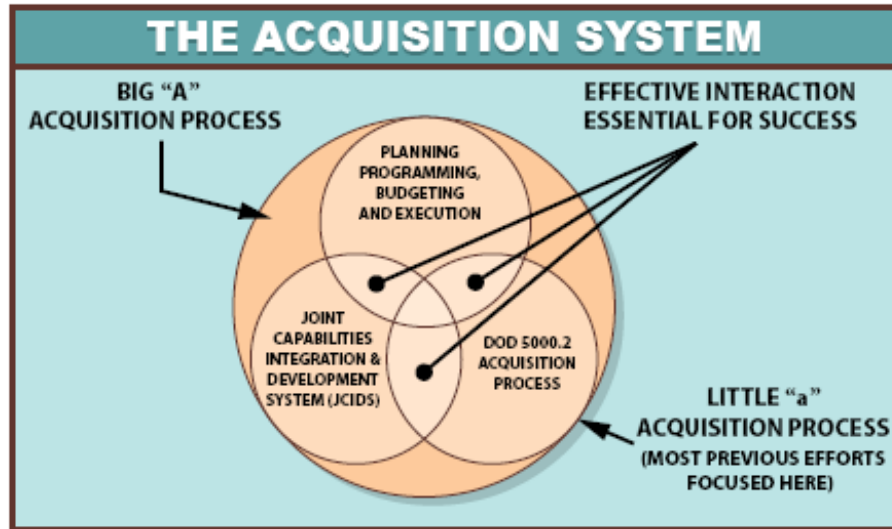 THE ACQUISITION SYSTEM
BIG “A”
ACQUISITION PROCESS
EFFECTIVE INTERACTION
ESSENTIAL FOR SUCCESS
PLANNING
PROGRAMMING,
BUDGETING
AND EXECUTION
JOINT
CAPABILITIES
INTEGRATION &
DEVELOPMENT
SYSTEM (JCIDS)
DOD 5000.2
ACQUISITION
PROCESS
LITTLE “a”
ACQUISITION PROCESS
(MOST PREVIOUS EFFORTS
FOCUSED HERE)